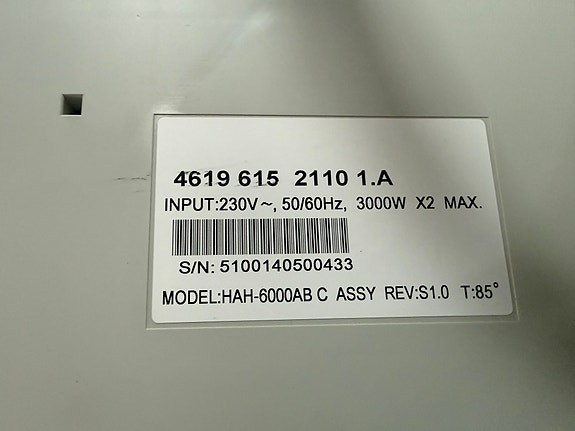 4619 615 2110 1.A
INPUT:230V~, 50/60Hz, 3000W X2 MAX.
S/N: 5100140500433
MODEL:HAH-6000AB C ASSY REV:S1.0 T:85°